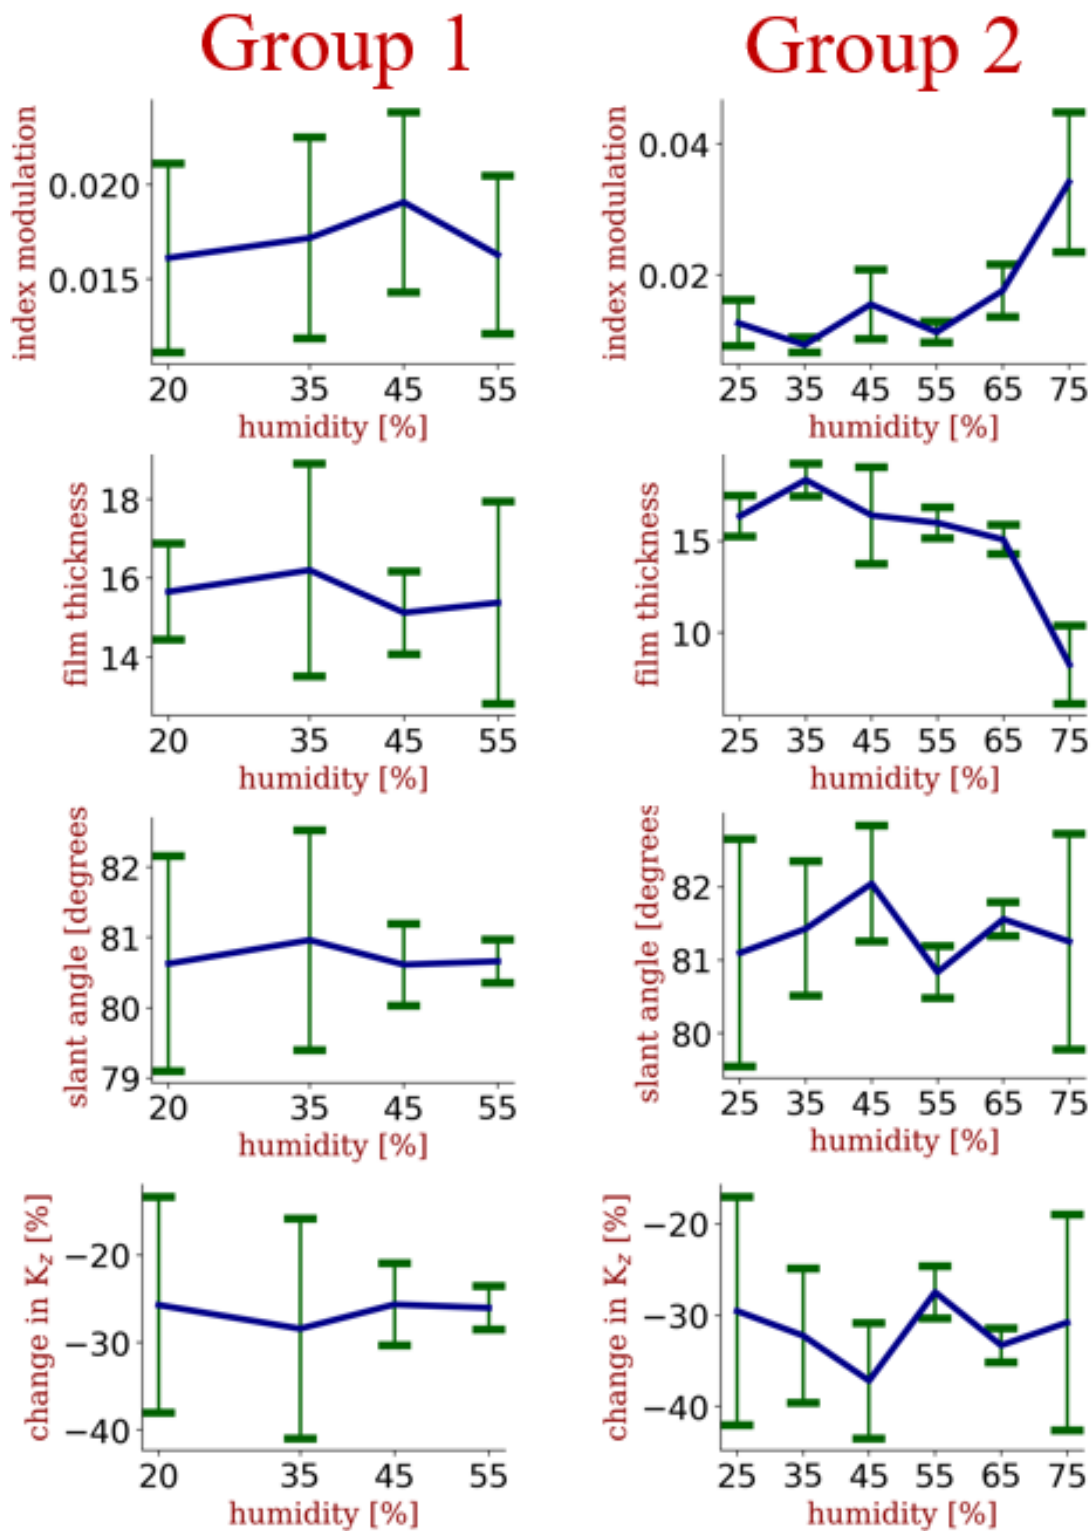 Group 1
Group 2
index modulation
0.020
0.015
20 35 45 55
humidity [%]
index modulation
0.04
0.02
25 35 45 55 65 75
humidity [%]
film thickness
18
16
14
20 35 45 55
humidity [%]
film thickness
15
10
25 35 45 55 65 75
humidity [%]
slant angle [degrees
82
81
80
79
20 35 45 55
humidity [%]
slant angle [degrees
82
81
80
25 35 45 55 65 75
humidity [%]
change in Kz [%]
−20
−30
−40
20 35 45 55
humidity [%]
change in Kz [%]
−20
−30
−40
25 35 45 55 65 75
humidity [%]